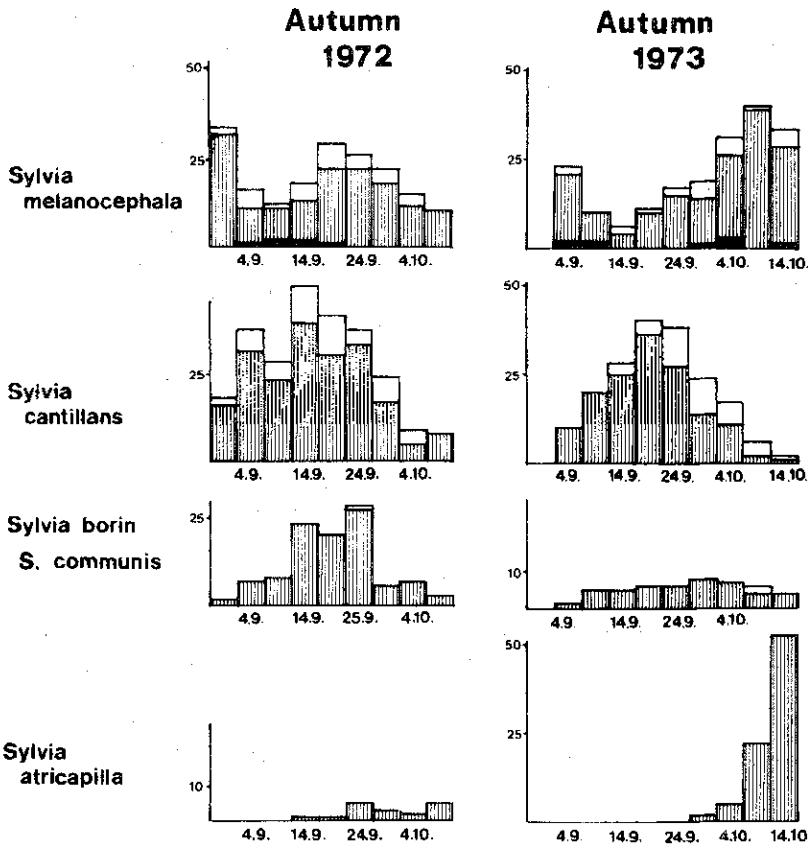 Autumn
1972
Autumn
1973
Sylvia
melanocephala
50
25
4.9. 14.9. 24.9. 4.10.
50
25
4.9. 14.9. 24.9. 4.10. 14.10.
Sylvia
cantillans
25
4.9. 14.9. 24.9. 4.10.
50
25
4.9. 14.9. 24.9. 4.10. 14.10.
Sylvia borin
S. communis
25
4.9. 14.9. 25.9. 4.10.
10
4.9. 14.9. 24.9. 4.10.
Sylvia
atricapilla
10
4.9. 14.9. 24.9. 4.10.
50
25
4.9. 14.9. 24.9. 4.10 14.10